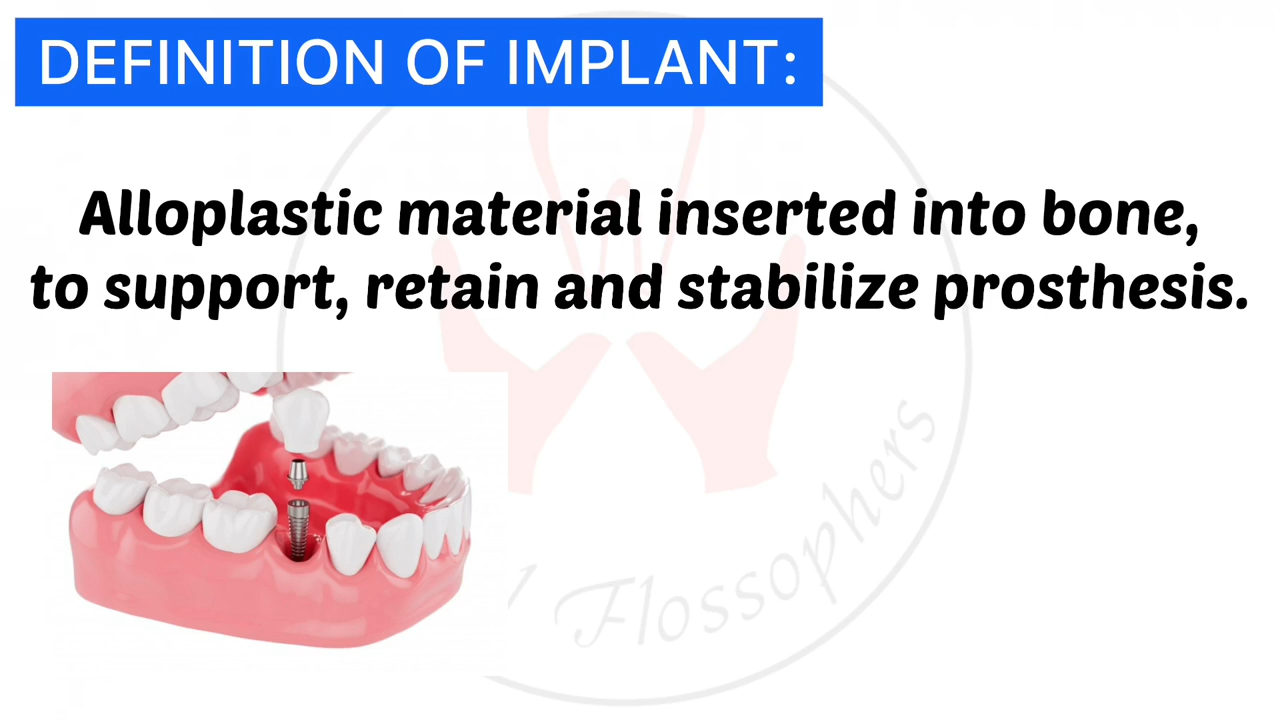 DEFINITION OF IMPLANT:
Alloplastic material inserted into bone,
to support, retain and stabilize prosthesis.
Flossophers